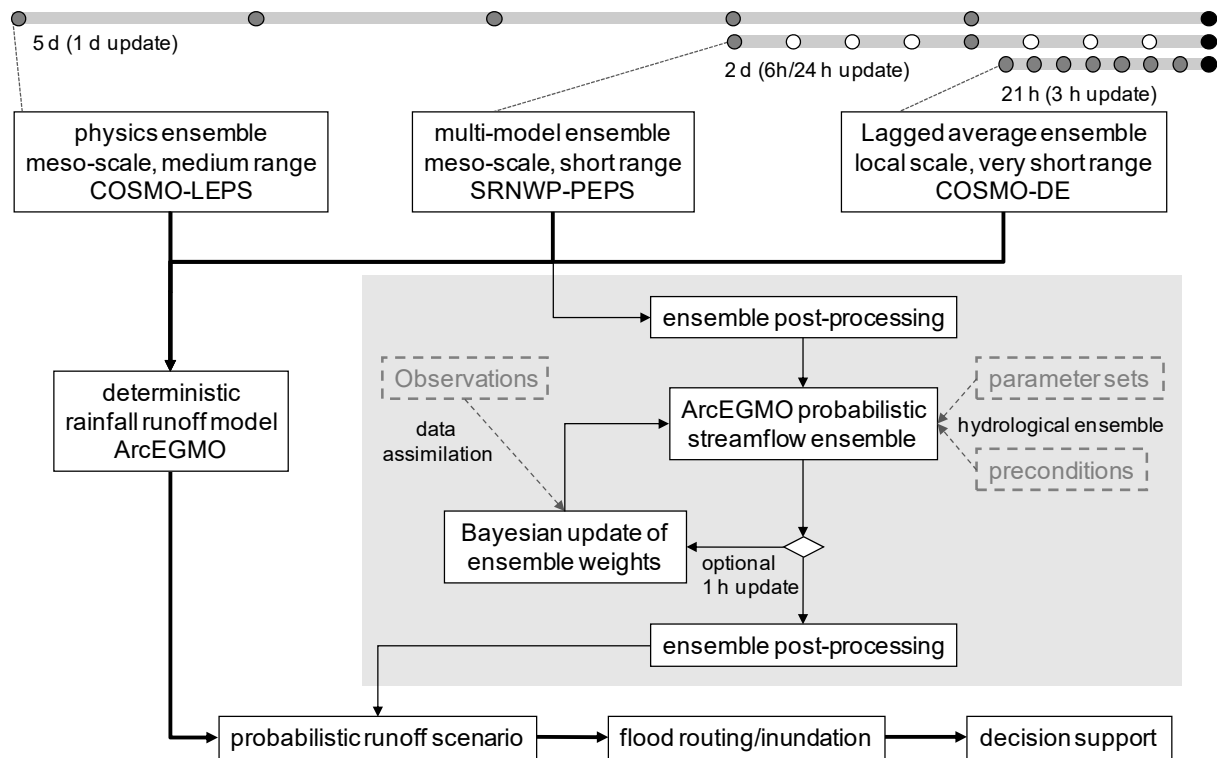 5 d (1 d update)
2 d (6h/24 h update)
21 h (3 h update)
physics ensemble
meso-scale, medium range
COSMO-LEPS
multi-model ensemble
meso-scale, short range
SRNWP-PEPS
Lagged average ensemble
local scale, very short range
COSMO-DE
ensemble post-processing
deterministic
rainfall runoff model
ArcEGMO
Observations
data
assimilation
ArcEGMO probabilistic
streamflow ensemble
parameter sets
hydrological ensemble
preconditions
Bayesian update of
ensemble weights
optional
1 h update
ensemble post-processing
probabilistic runoff scenario
flood routing/inundation
decision support